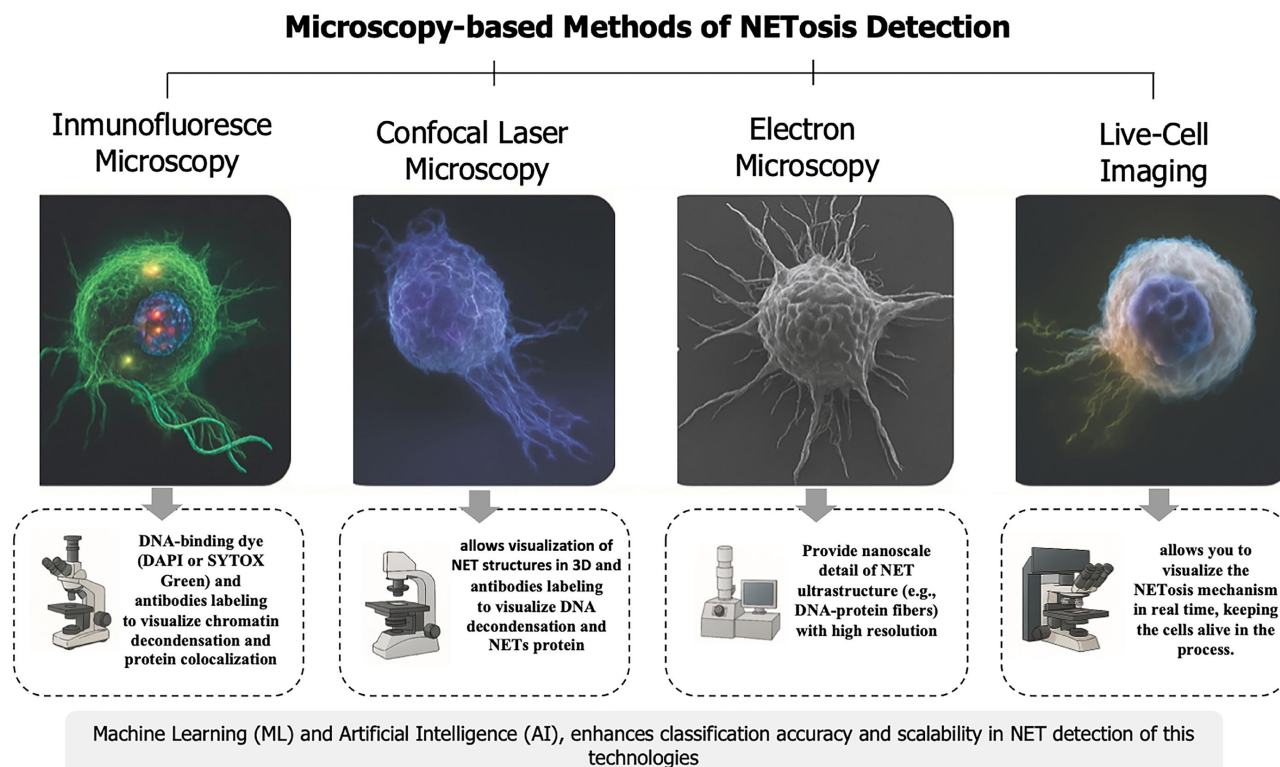 Microscopy-based Methods of NETosis Detection
Inmunofluoresce
Microscopy
Confocal Laser
Microscopy
Electron
Microscopy
Live-Cell
Imaging
DNA-binding dye
(DAPI or SYTOX
Green) and
antibodies labeling
to visualize chromatin
decondensation and
protein colocalization
allows visualization of
NET structures in 3D and
antibodies labeling
to visualize DNA
decondensation and
NETs protein
Provide nanoscale
detail of NET
ultrastructure (e.g.,
DNA-protein fibers)
with high resolution
allows you to
visualize the
NETosis mechanism
in real time, keeping
the cells alive in the
process.
Machine Learning (ML) and Artificial Intelligence (AI), enhances classification accuracy and scalability in NET detection of this
technologies